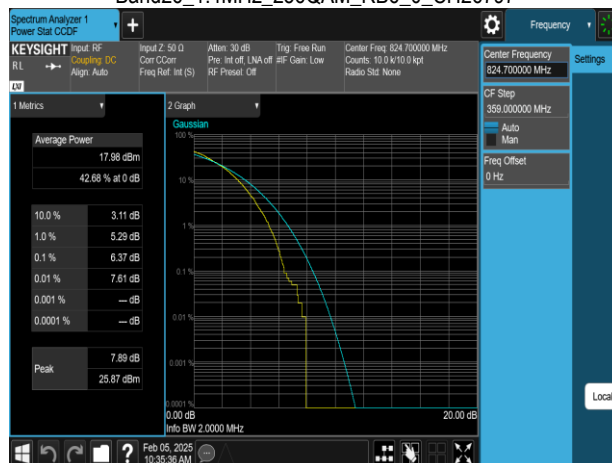 Spectrum Analyzer 1
Power Stat CCDF
Frequency
KEYSIGHT
RL
Input: RF
Coupling: DC
Align: Auto
Input Z: 50 Ω
Corr CCorr
Freq Ref: Int (S)
Atten: 30 dB
Pre: Int off, LNA off
RF Presel: Off
Trig: Free Run
#IF Gain: Low
Center Freq: 824.700000 MHz
Counts: 10.0 k/10.0 kpt
Radio Std: None
LXI
Center Frequency
824.700000 MHz
Settings
CF Step
359.000000 MHz
Auto
Man
Freq Offset
0 Hz
1 Metrics
Average Power
17.98 dBm
42.68 % at 0 dB
10.0 % 3.11 dB
1.0 % 5.29 dB
0.1 % 6.37 dB
0.01 % 7.61 dB
0.001 % --- dB
0.0001 % --- dB
Peak
7.89 dB
25.87 dBm
2 Graph
Gaussian
100 %
10 %
1 %
0.1 %
0.01 %
0.001 %
0.0001 %
0.00 dB 20.00 dB
Info BW 2.0000 MHz
Local
?
Feb 05, 2025
10:35:36 AM